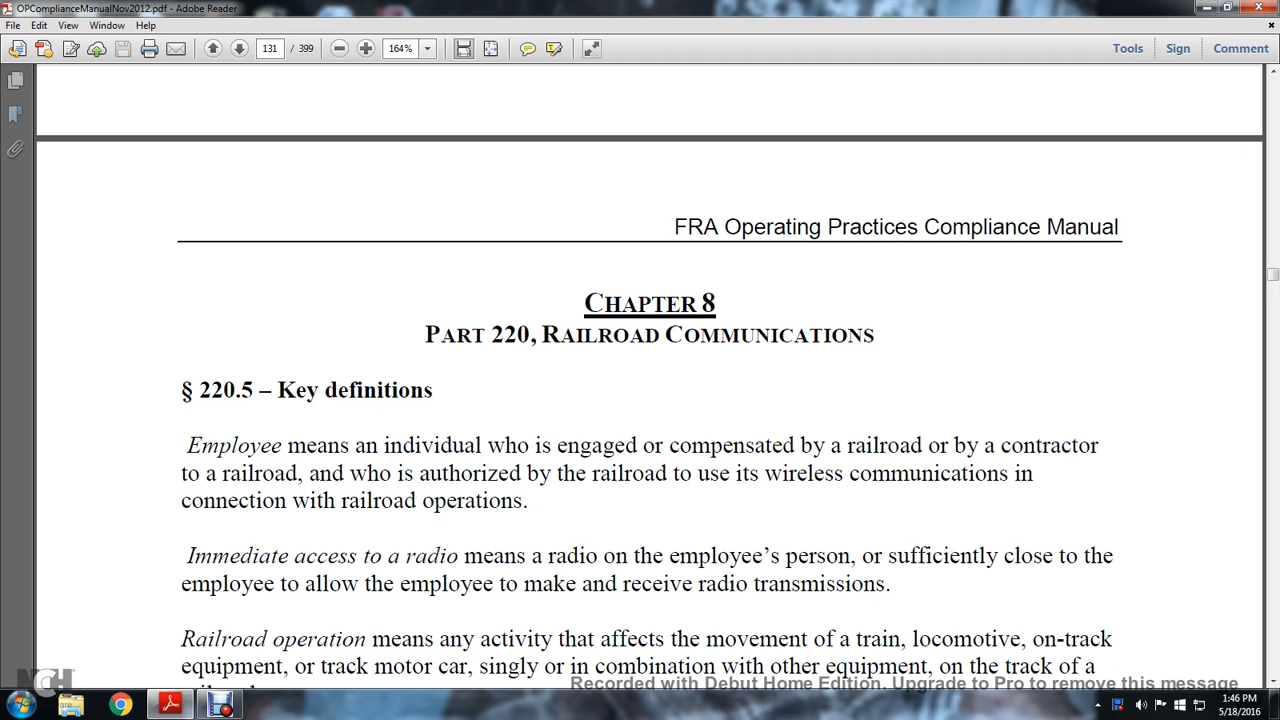 OPComplianceManualNov2012.pdf - Adobe Reader
File Edit View Window Help
131 / 399 164% Tools Sign Comment
FRA Operating Practices Compliance Manual
CHAPTER 8
PART 220, RAILROAD COMMUNICATIONS
§ 220.5 – Key definitions
Employee means an individual who is engaged or compensated by a railroad or by a contractor
to a railroad, and who is authorized by the railroad to use its wireless communications in
connection with railroad operations.
Immediate access to a radio means a radio on the employee’s person, or sufficiently close to the
employee to allow the employee to make and receive radio transmissions.
Railroad operation means any activity that affects the movement of a train, locomotive, on-track
equipment, or track motor car, singly or in combination with other equipment, on the track of a
Recorded with Debut Home Edition. Upgrade to Pro to remove this message
NCH
1:46 PM
5/18/2016